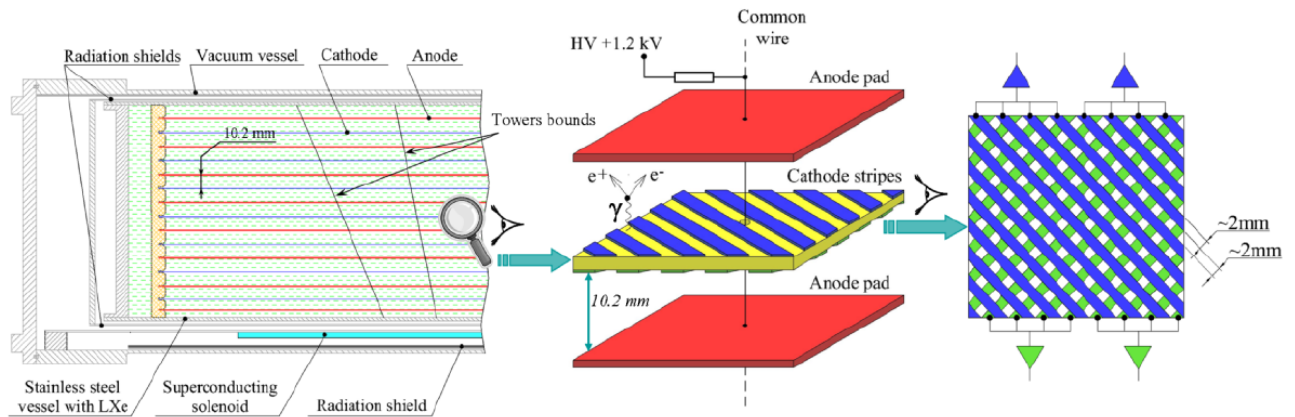 Radiation shields
Vacuum vessel
Cathode
Anode
10.2 mm
Towers bounds
Stainless steel
vessel with LXe
Superconducting
solenoid
Radiation shield
Common
wire
HV +1.2 kV
Anode pad
e+
e-
γ
Cathode stripes
10.2 mm
Anode pad
~2mm
~2mm